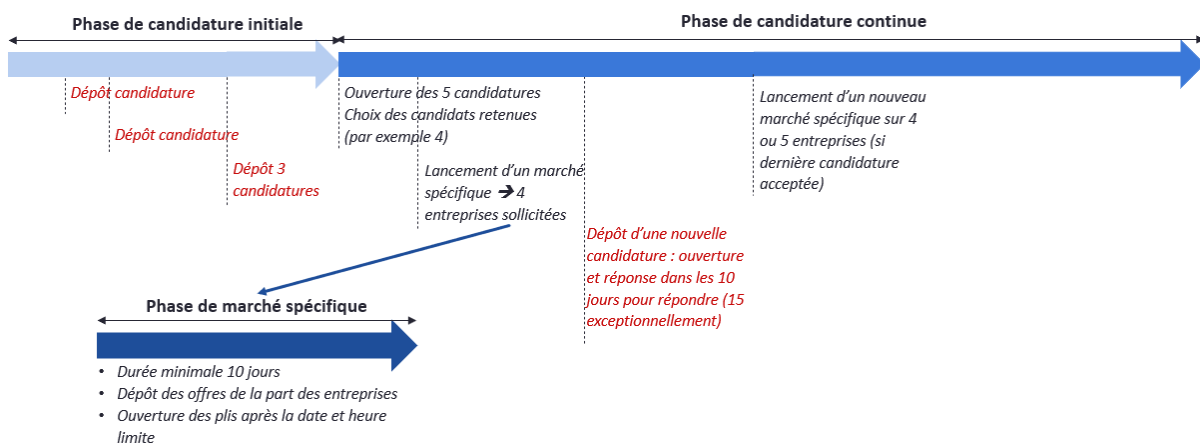 Phase de candidature initiale
Phase de candidature continue
Dépôt candidature
Dépôt candidature
Dépôt 3
candidatures
Ouverture des 5 candidatures
Choix des candidats retenues
(par exemple 4)
Lancement d’un marché
spécifique ➔ 4
entreprises sollicitées
Dépôt d’une nouvelle
candidature : ouverture
et réponse dans les 10
jours pour répondre (15
exceptionnellement)
Lancement d’un nouveau
marché spécifique sur 4
ou 5 entreprises (si
dernière candidature
acceptée)
Phase de marché spécifique
• Durée minimale 10 jours
• Dépôt des offres de la part des entreprises
• Ouverture des plis après la date et heure
limite